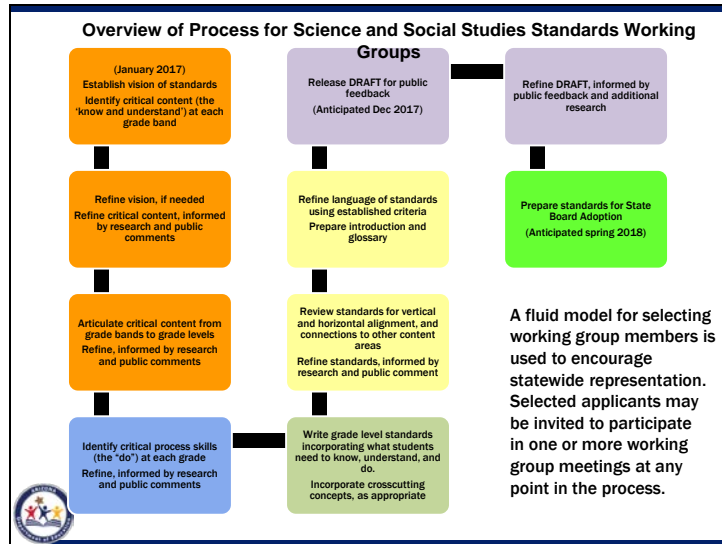 Overview of Process for Science and Social Studies Standards Working
Groups
(January 2017)
Establish vision of standards
Identify critical content (the
‘know and understand’) at each
grade band
Refine vision, if needed
Refine critical content, informed
by research and public
comments
Articulate critical content from
grade bands to grade levels
Refine, informed by research
and public comments
Identify critical process skills
(the “do”) at each grade
Refine, informed by research
and public comments
Write grade level standards
incorporating what students
need to know, understand, and
do.
Incorporate crosscutting
concepts, as appropriate
Review standards for vertical
and horizontal alignment, and
connections to other content
areas
Refine standards, informed by
research and public comment
Refine language of standards
using established criteria
Prepare introduction and
glossary
Release DRAFT for public
feedback
(Anticipated Dec 2017)
Refine DRAFT, informed by
public feedback and additional
research
Prepare standards for State
Board Adoption
(Anticipated spring 2018)
A fluid model for selecting
working group members is
used to encourage
statewide representation.
Selected applicants may
be invited to participate
in one or more working
group meetings at any
point in the process.